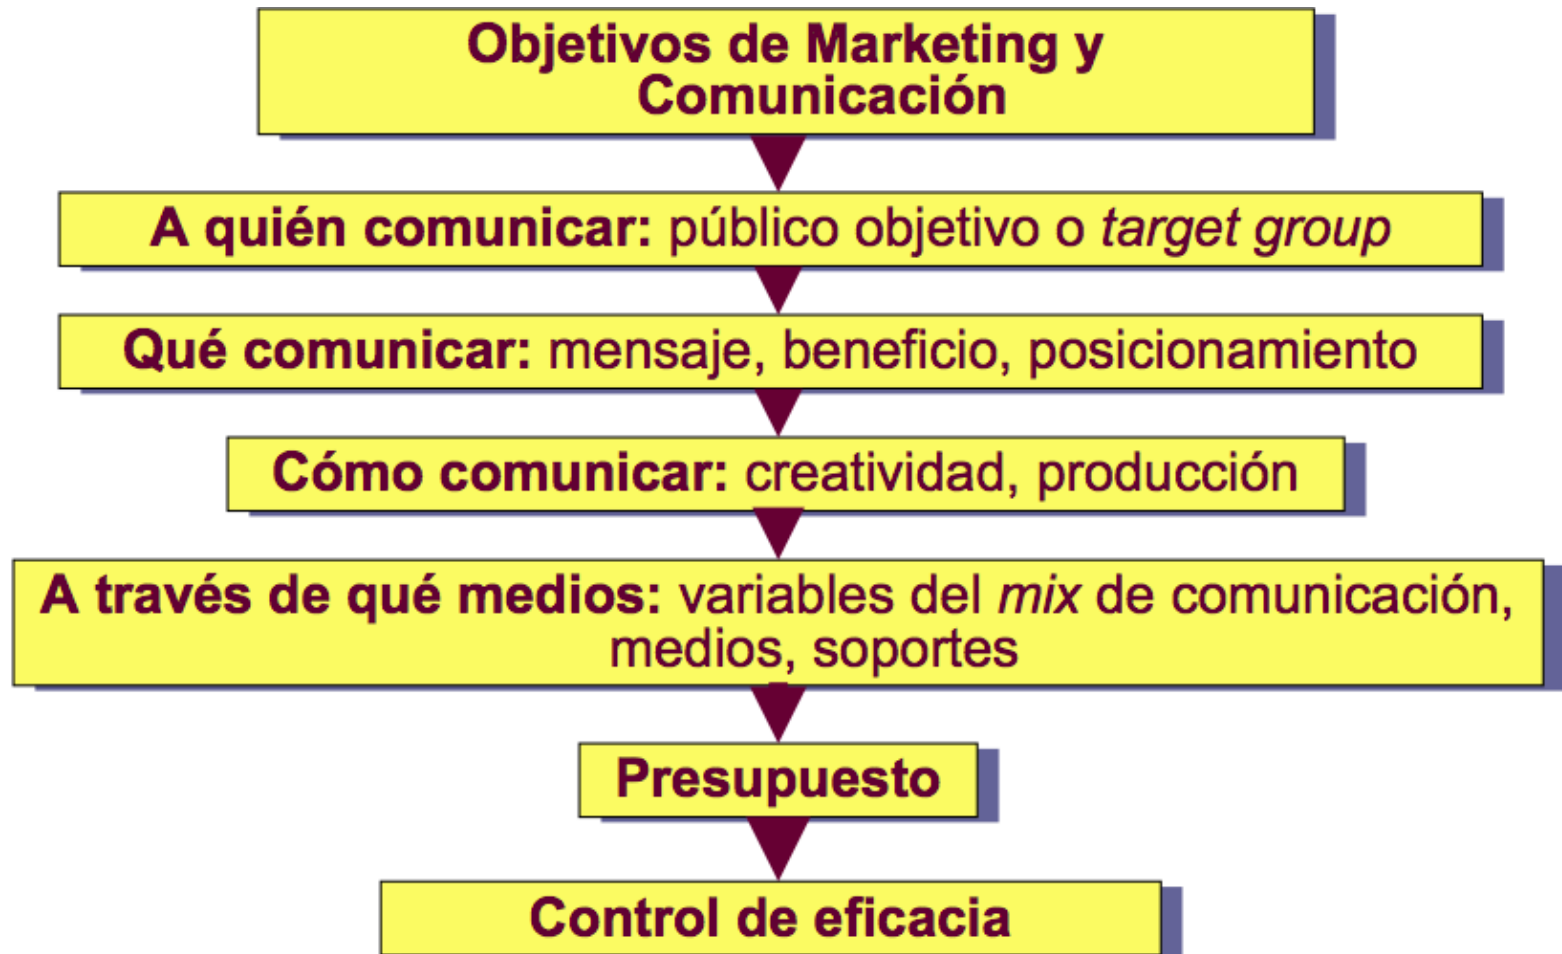 Objetivos de Marketing y
Comunicación
A quién comunicar: público objetivo o target group
Qué comunicar: mensaje, beneficio, posicionamiento
Cómo comunicar: creatividad, producción
A través de qué medios: variables del mix de comunicación,
medios, soportes
Presupuesto
Control de eficacia